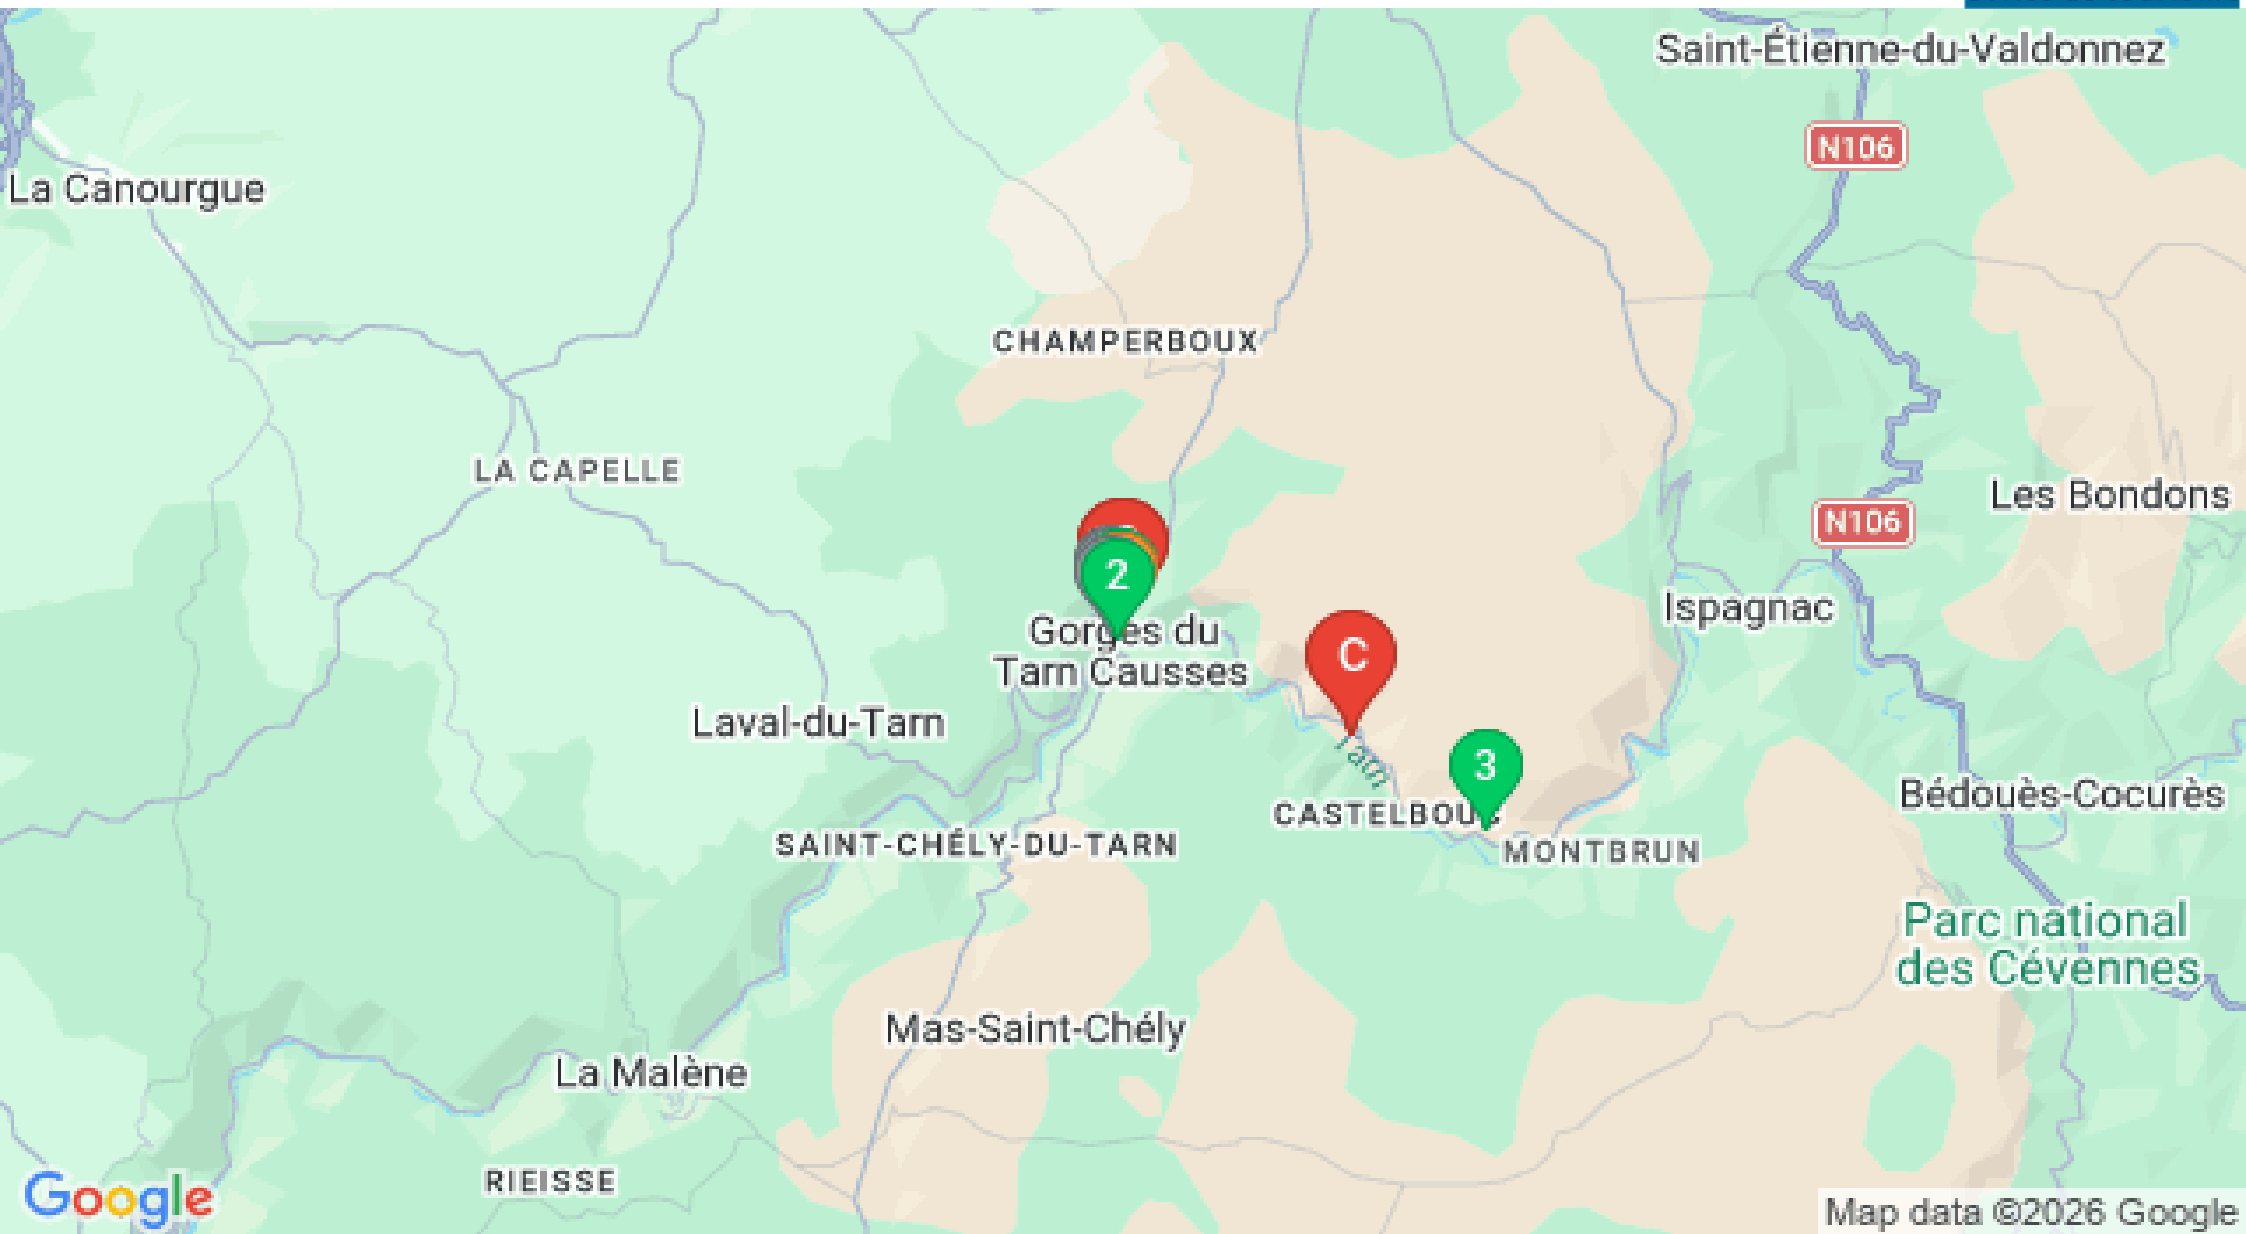 Saint-Étienne-du-Valdonnez
N106
La Canourgue
CHAMPERBOUX
LA CAPELLE
Les Bondons
N106
2
Gorges du
Tarn Causses
Ispagnac
C
Laval-du-Tarn
Tarn
3
CASTELBOUC
Bédouès-Cocurès
SAINT-CHÉLY-DU-TARN
MONTBRUN
Parc national
des Cévennes
Mas-Saint-Chély
La Malène
RIEISSE
Google
Map data ©2026 Google